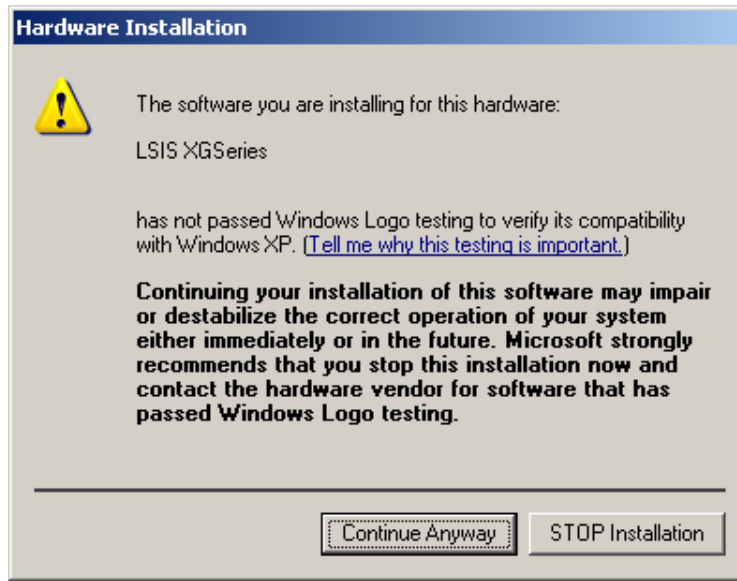 Hardware Installation
The software you are installing for this hardware:
LSIS XGSeries
has not passed Windows Logo testing to verify its compatibility
with Windows XP. (Tell me why this testing is important.)
Continuing your installation of this software may impair
or destabilize the correct operation of your system
either immediately or in the future. Microsoft strongly
recommends that you stop this installation now and
contact the hardware vendor for software that has
passed Windows Logo testing.
Continue Anyway
STOP Installation